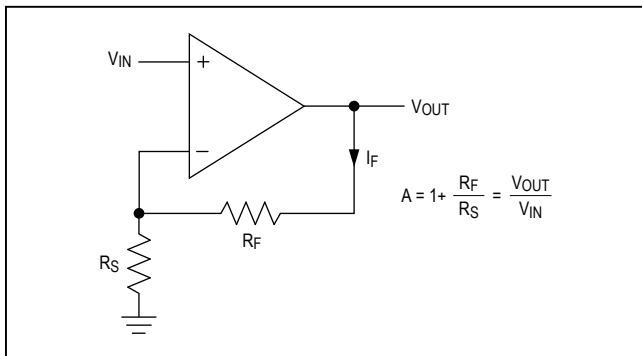 VIN
+
VOUT
−
IF
A = 1+ RF/RS = VOUT/VIN
RF
RS